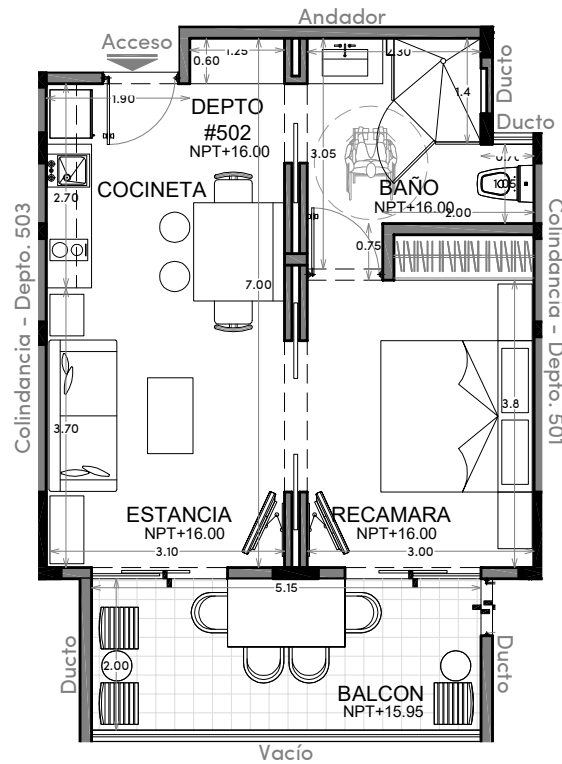 Andador
Acceso
1.25
0.60
2.30
1.4
Ducto
Ducto
1.90
DEPTO
#502
NPT+16.00
3.05
COCINETA
2.70
BAÑO
NPT+16.00
2.00
0.75
Colindancia - Depto. 503
Colindancia - Depto. 501
7.00
3.8
3.70
ESTANCIA
NPT+16.00
RECAMARA
NPT+16.00
3.10
3.00
5.15
Ducto
2.00
Ducto
BALCON
NPT+15.95
Vacío